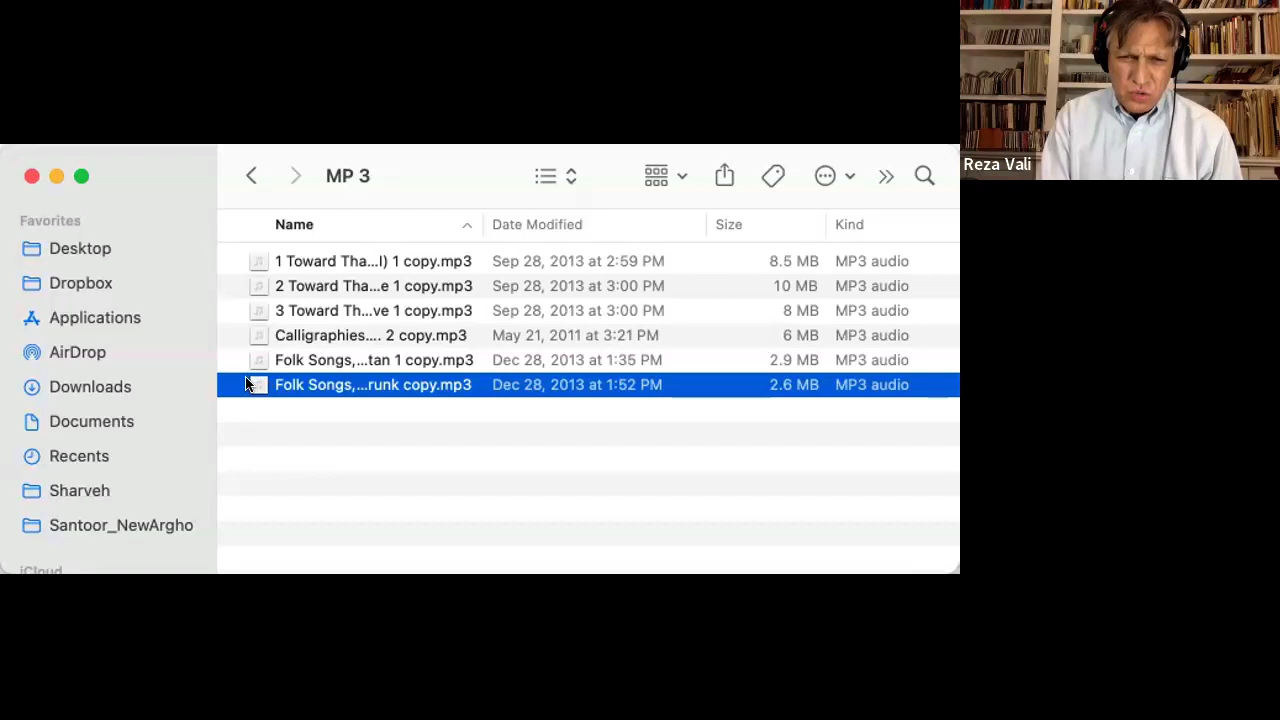 Reza Vali
MP 3
Favorites
Desktop
Dropbox
Applications
AirDrop
Downloads
Documents
Recents
Sharveh
Santoor_NewArgho
iCloud
Name Date Modified Size Kind
1 Toward Tha...l) 1 copy.mp3 Sep 28, 2013 at 2:59 PM 8.5 MB MP3 audio
2 Toward Tha...e 1 copy.mp3 Sep 28, 2013 at 3:00 PM 10 MB MP3 audio
3 Toward Th...ve 1 copy.mp3 Sep 28, 2013 at 3:00 PM 8 MB MP3 audio
Calligraphies.... 2 copy.mp3 May 21, 2011 at 3:21 PM 6 MB MP3 audio
Folk Songs,...tan 1 copy.mp3 Dec 28, 2013 at 1:35 PM 2.9 MB MP3 audio
Folk Songs,...runk copy.mp3 Dec 28, 2013 at 1:52 PM 2.6 MB MP3 audio